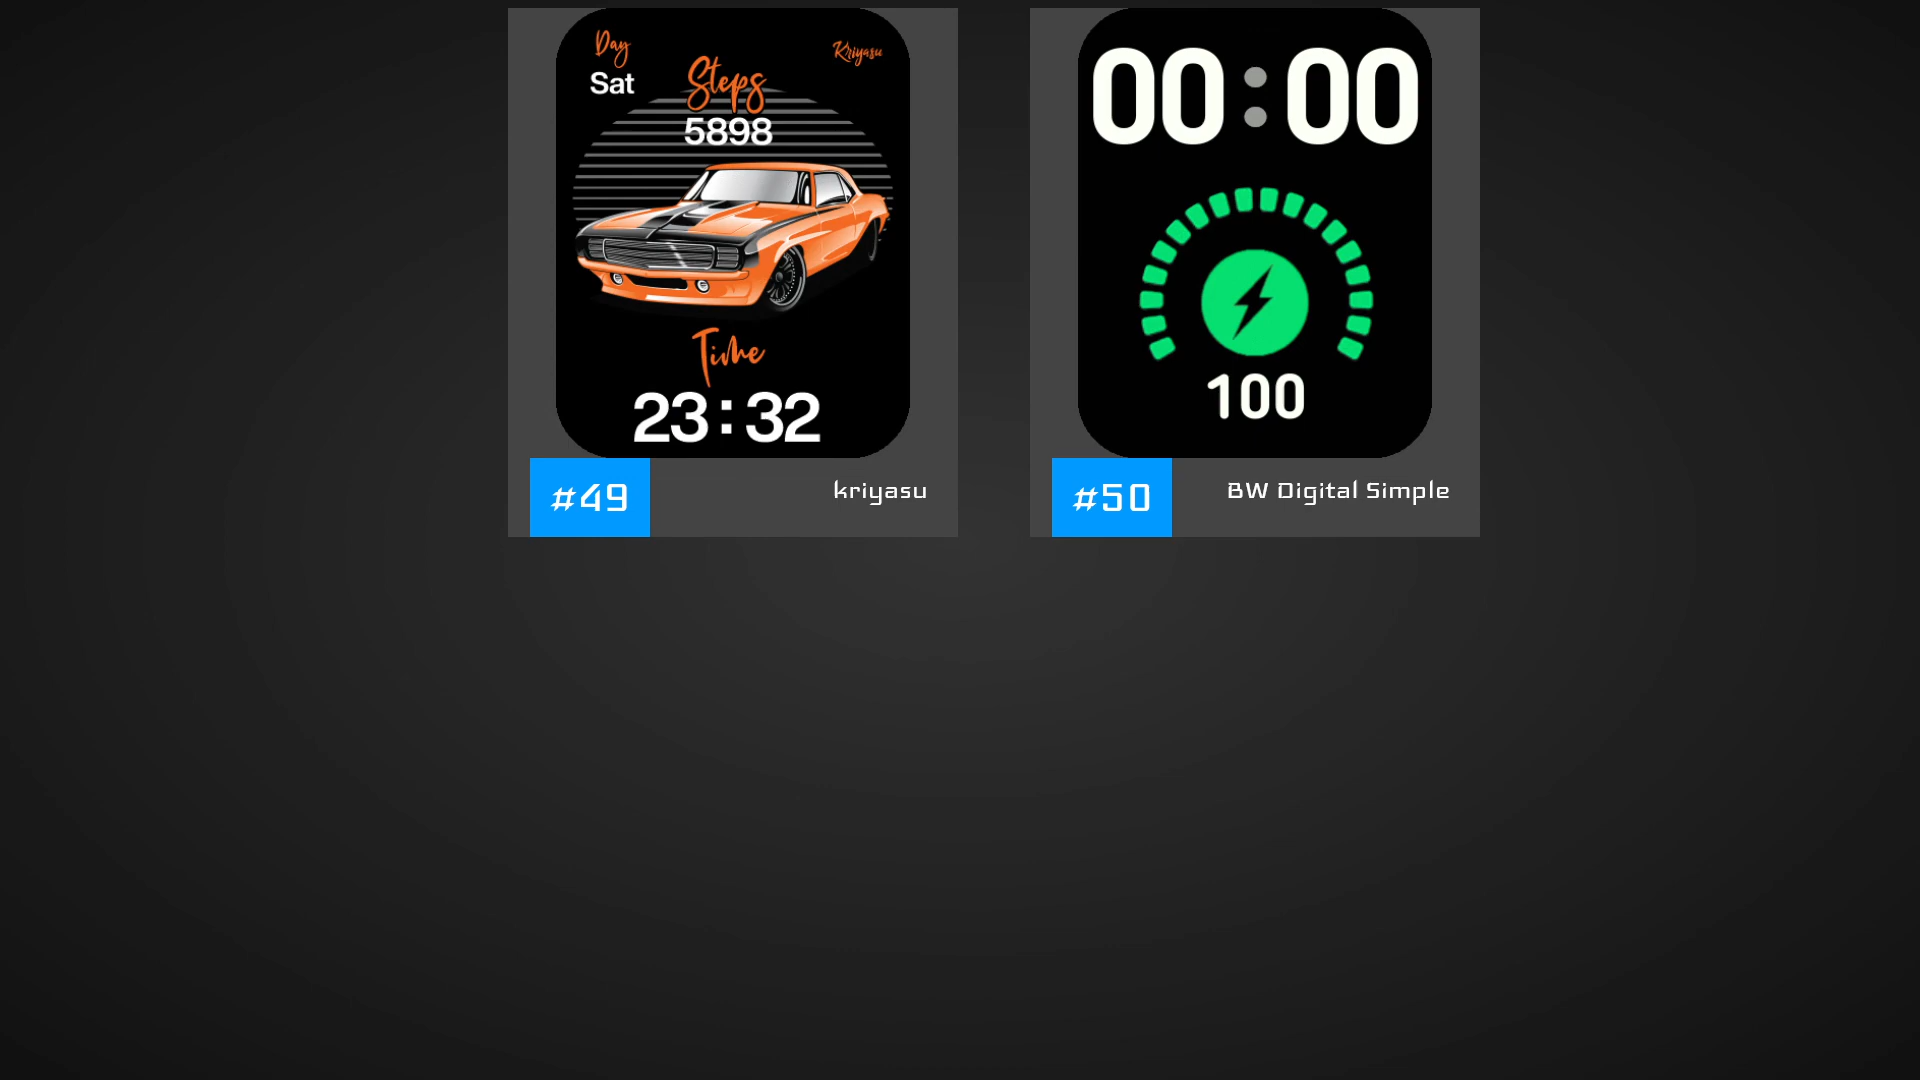 Day
Sat
Steps
5898
Kriyasu
Time
23:32
#49
kriyasu
00:00
100
#50
BW Digital Simple